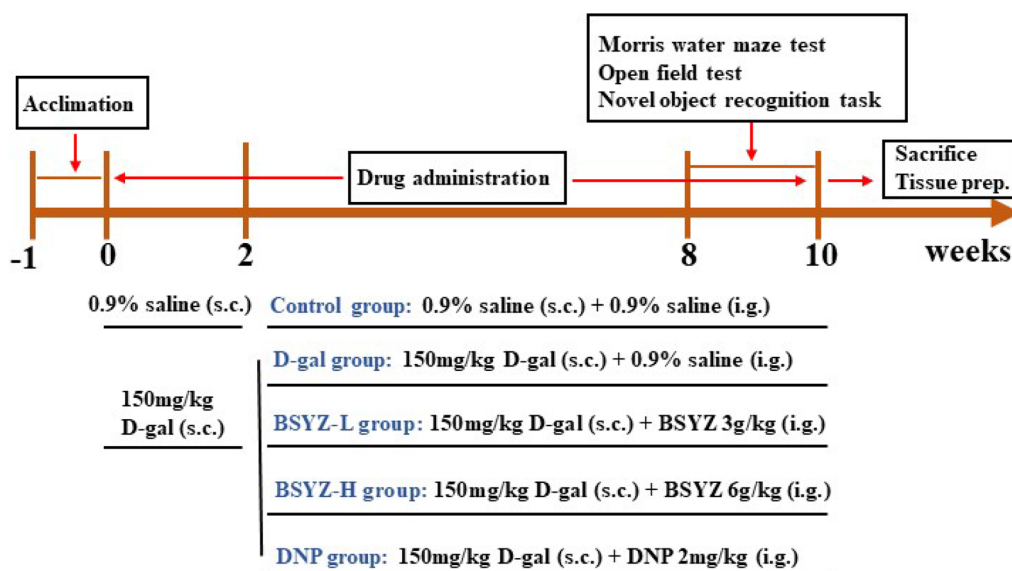 Morris water maze test
Open field test
Novel object recognition task
Acclimation
Drug administration
Sacrifice
Tissue prep.
-1 0 2 8 10 weeks
0.9% saline (s.c.) Control group: 0.9% saline (s.c.) + 0.9% saline (i.g.)
D-gal group: 150mg/kg D-gal (s.c.) + 0.9% saline (i.g.)
150mg/kg
D-gal (s.c.)
BSYZ-L group: 150mg/kg D-gal (s.c.) + BSYZ 3g/kg (i.g.)
BSYZ-H group: 150mg/kg D-gal (s.c.) + BSYZ 6g/kg (i.g.)
DNP group: 150mg/kg D-gal (s.c.) + DNP 2mg/kg (i.g.)